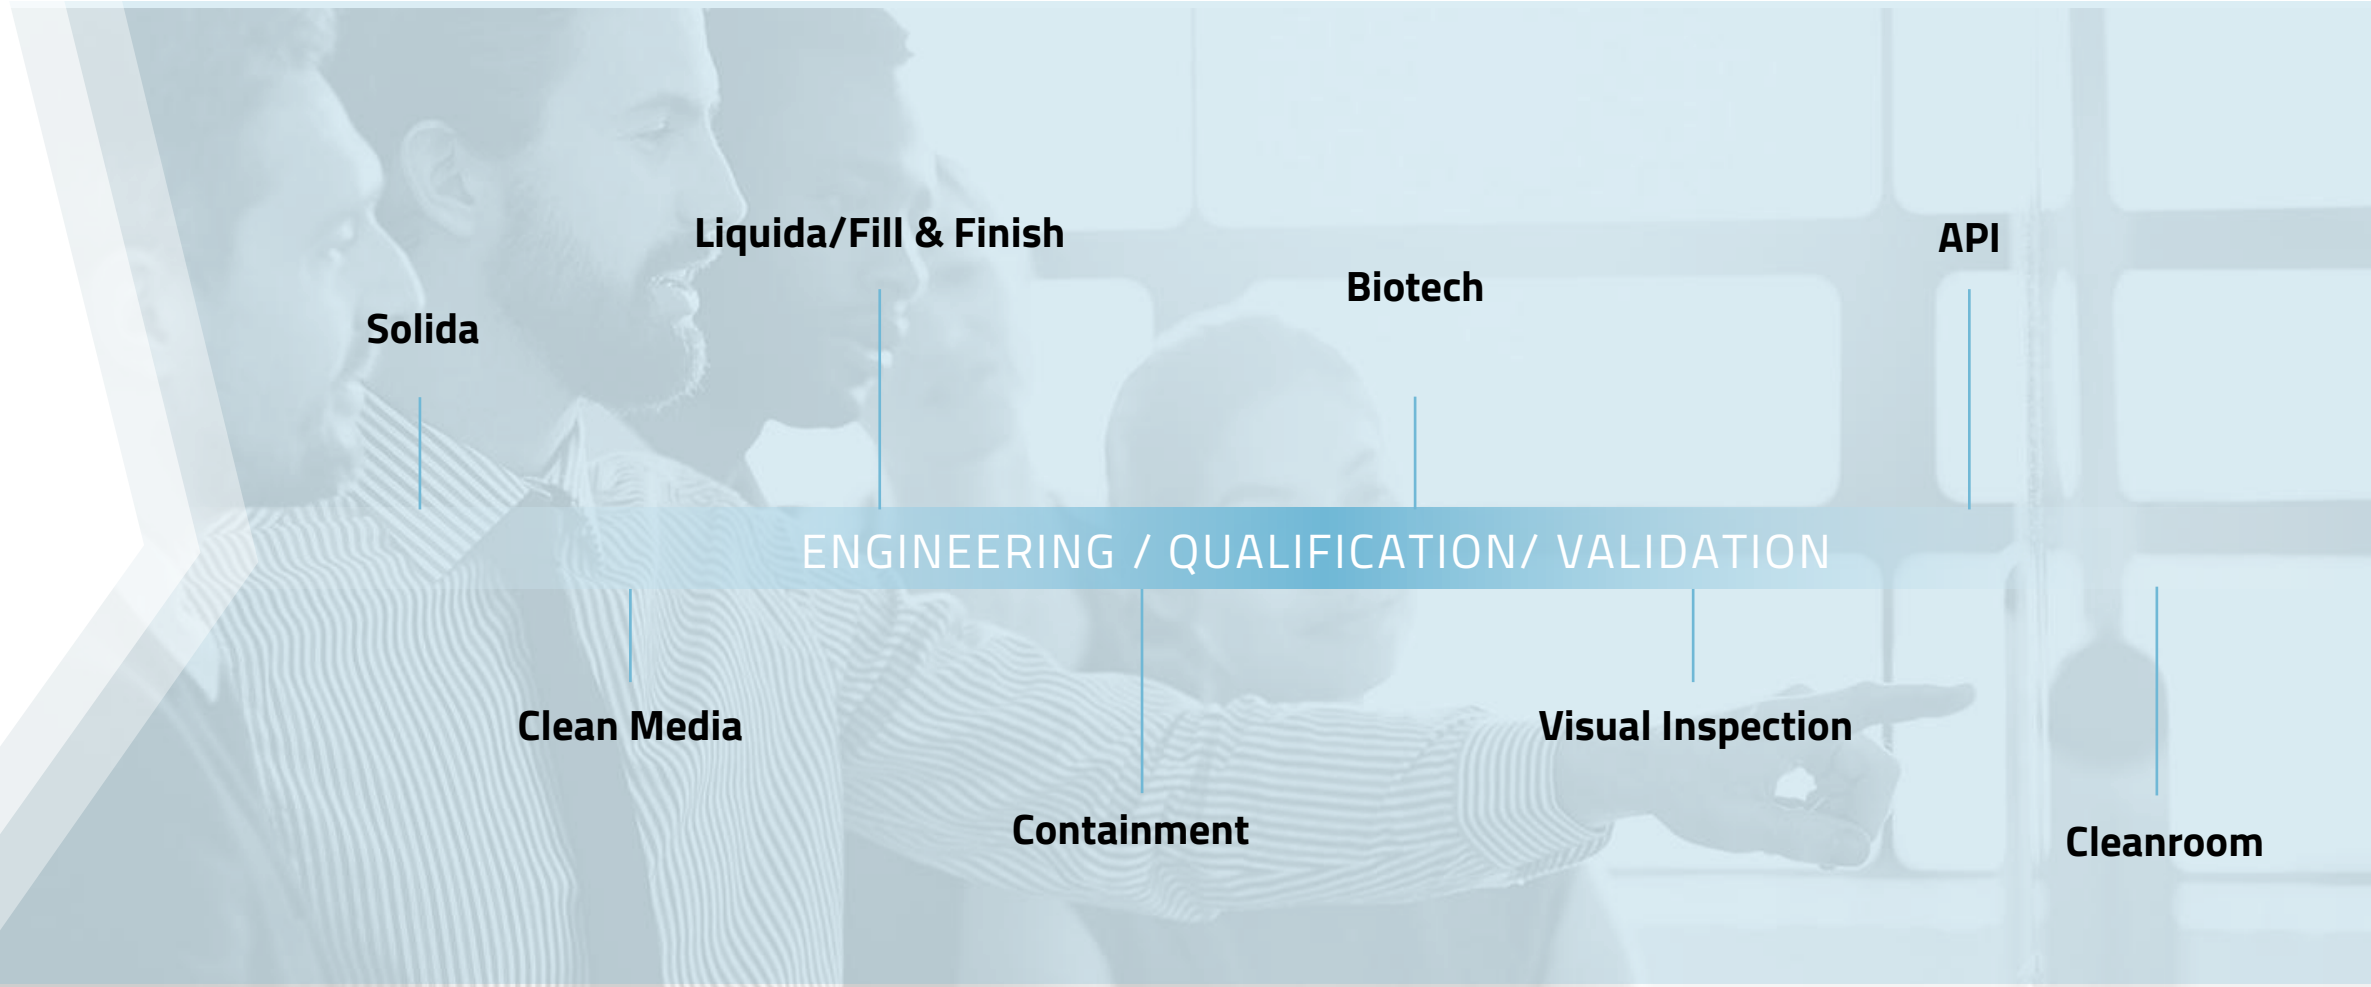 Liquida/Fill & Finish
API
Biotech
Solida
ENGINEERING / QUALIFICATION/ VALIDATION
Clean Media
Visual Inspection
Containment
Cleanroom